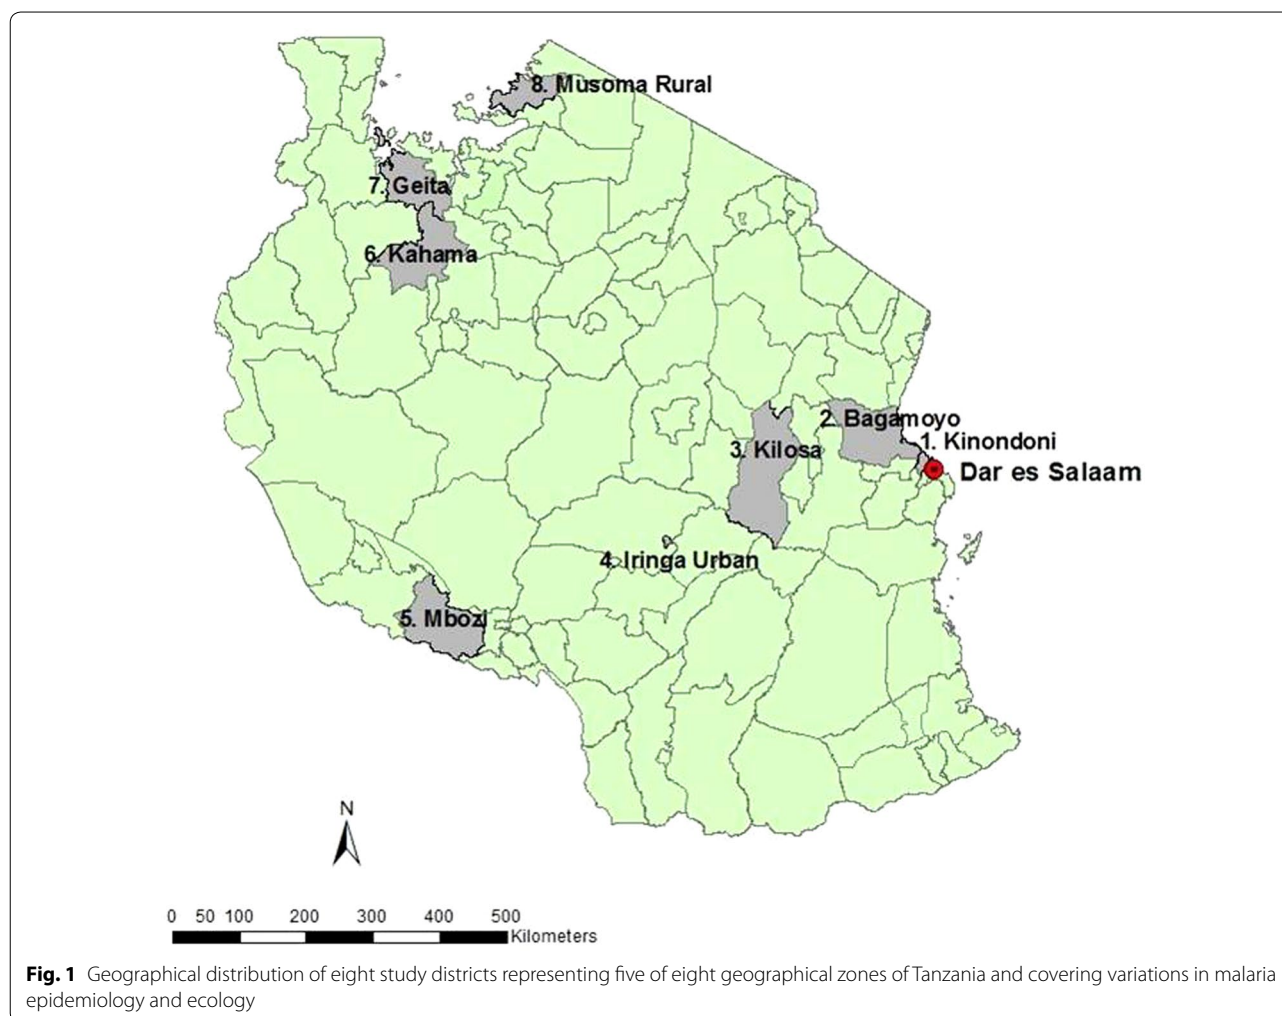 8. Musoma Rural
7. Geita
6. Kahama
2. Bagamoyo
1. Kinondoni
3. Kilosa
Dar es Salaam
4. Iringa Urban
5. Mbozi
N
0 50 100 200 300 400 500
Kilometers
Fig. 1 Geographical distribution of eight study districts representing five of eight geographical zones of Tanzania and covering variations in malaria
epidemiology and ecology